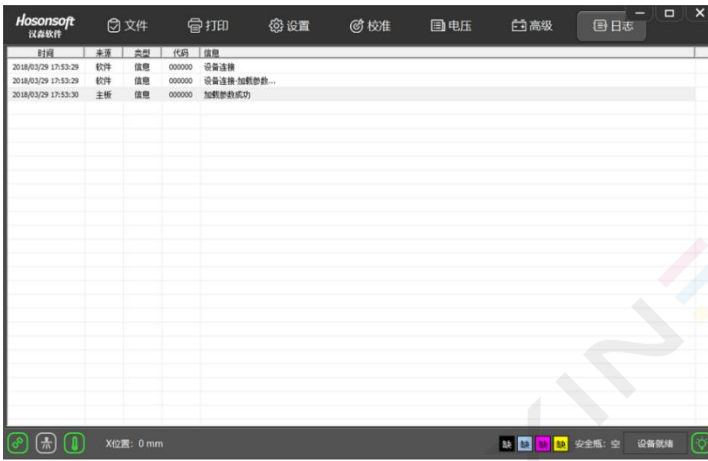 Hosonsoft
汉森软件
文件
打印
设置
校准
电压
高级
日志
时间 来源 类型 代码 信息
2018/03/29 17:53:29 软件 信息 000000 设备连接
2018/03/29 17:53:29 软件 信息 000000 设备连接-加载参数...
2018/03/29 17:53:30 主板 信息 000000 加载参数成功
X位置: 0 mm
缺 缺 缺 缺 安全瓶: 空 设备就绪